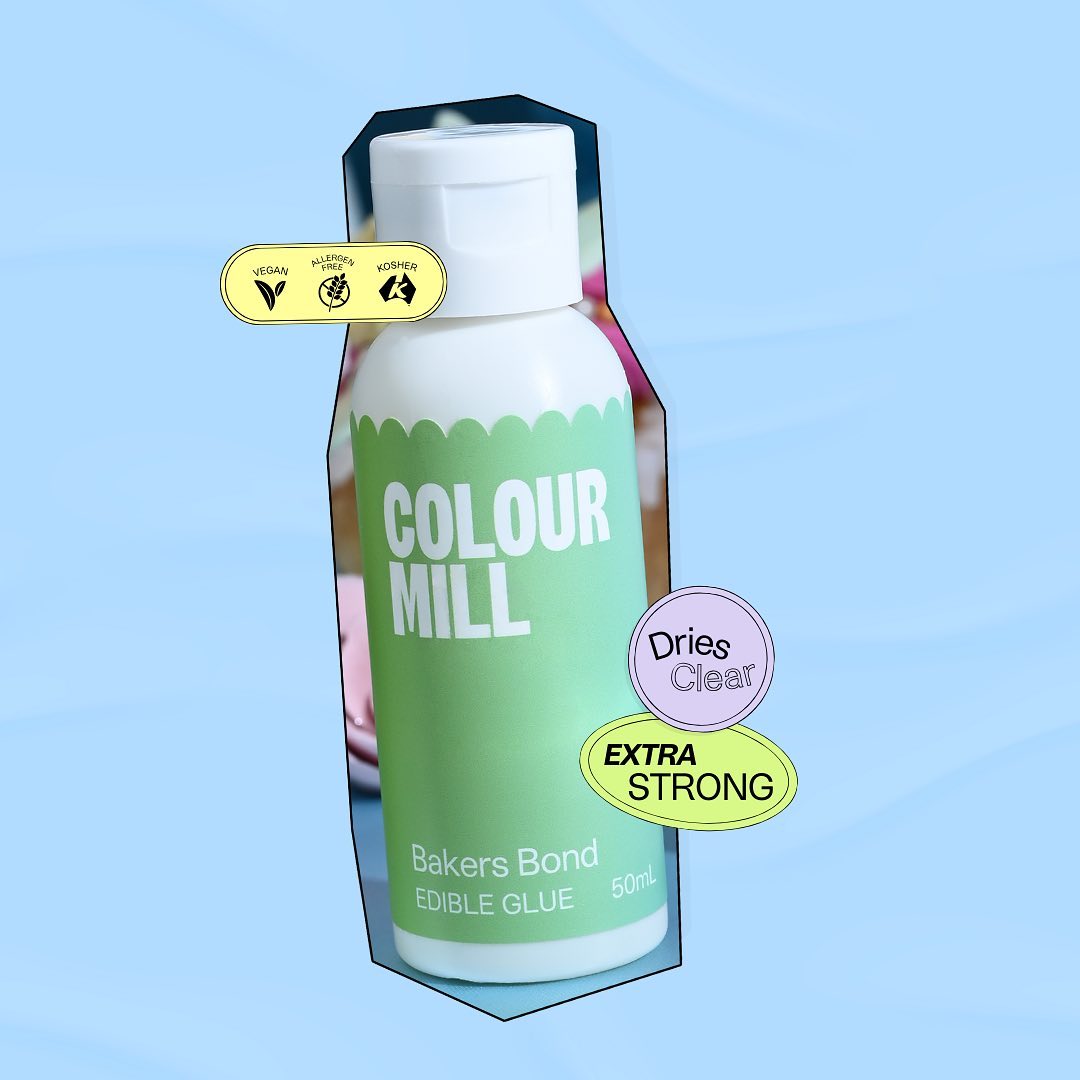 VEGAN
ALLERGEN
FREE
KOSHER
K
COLOUR
MILL
Dries
Clear
EXTRA
STRONG
Bakers Bond
EDIBLE GLUE
50mL